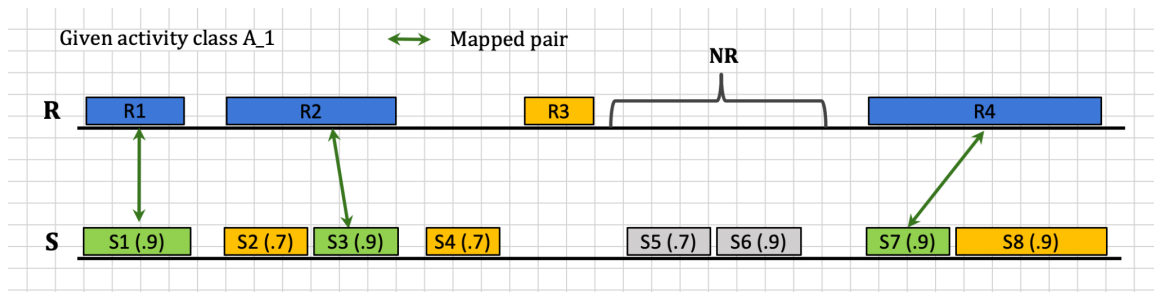 Given activity class A_1 Mapped pair
NR
R R1 R2 R3 R4
S S1 (.9) S2 (.7) S3 (.9) S4 (.7) S5 (.7) S6 (.9) S7 (.9) S8 (.9)